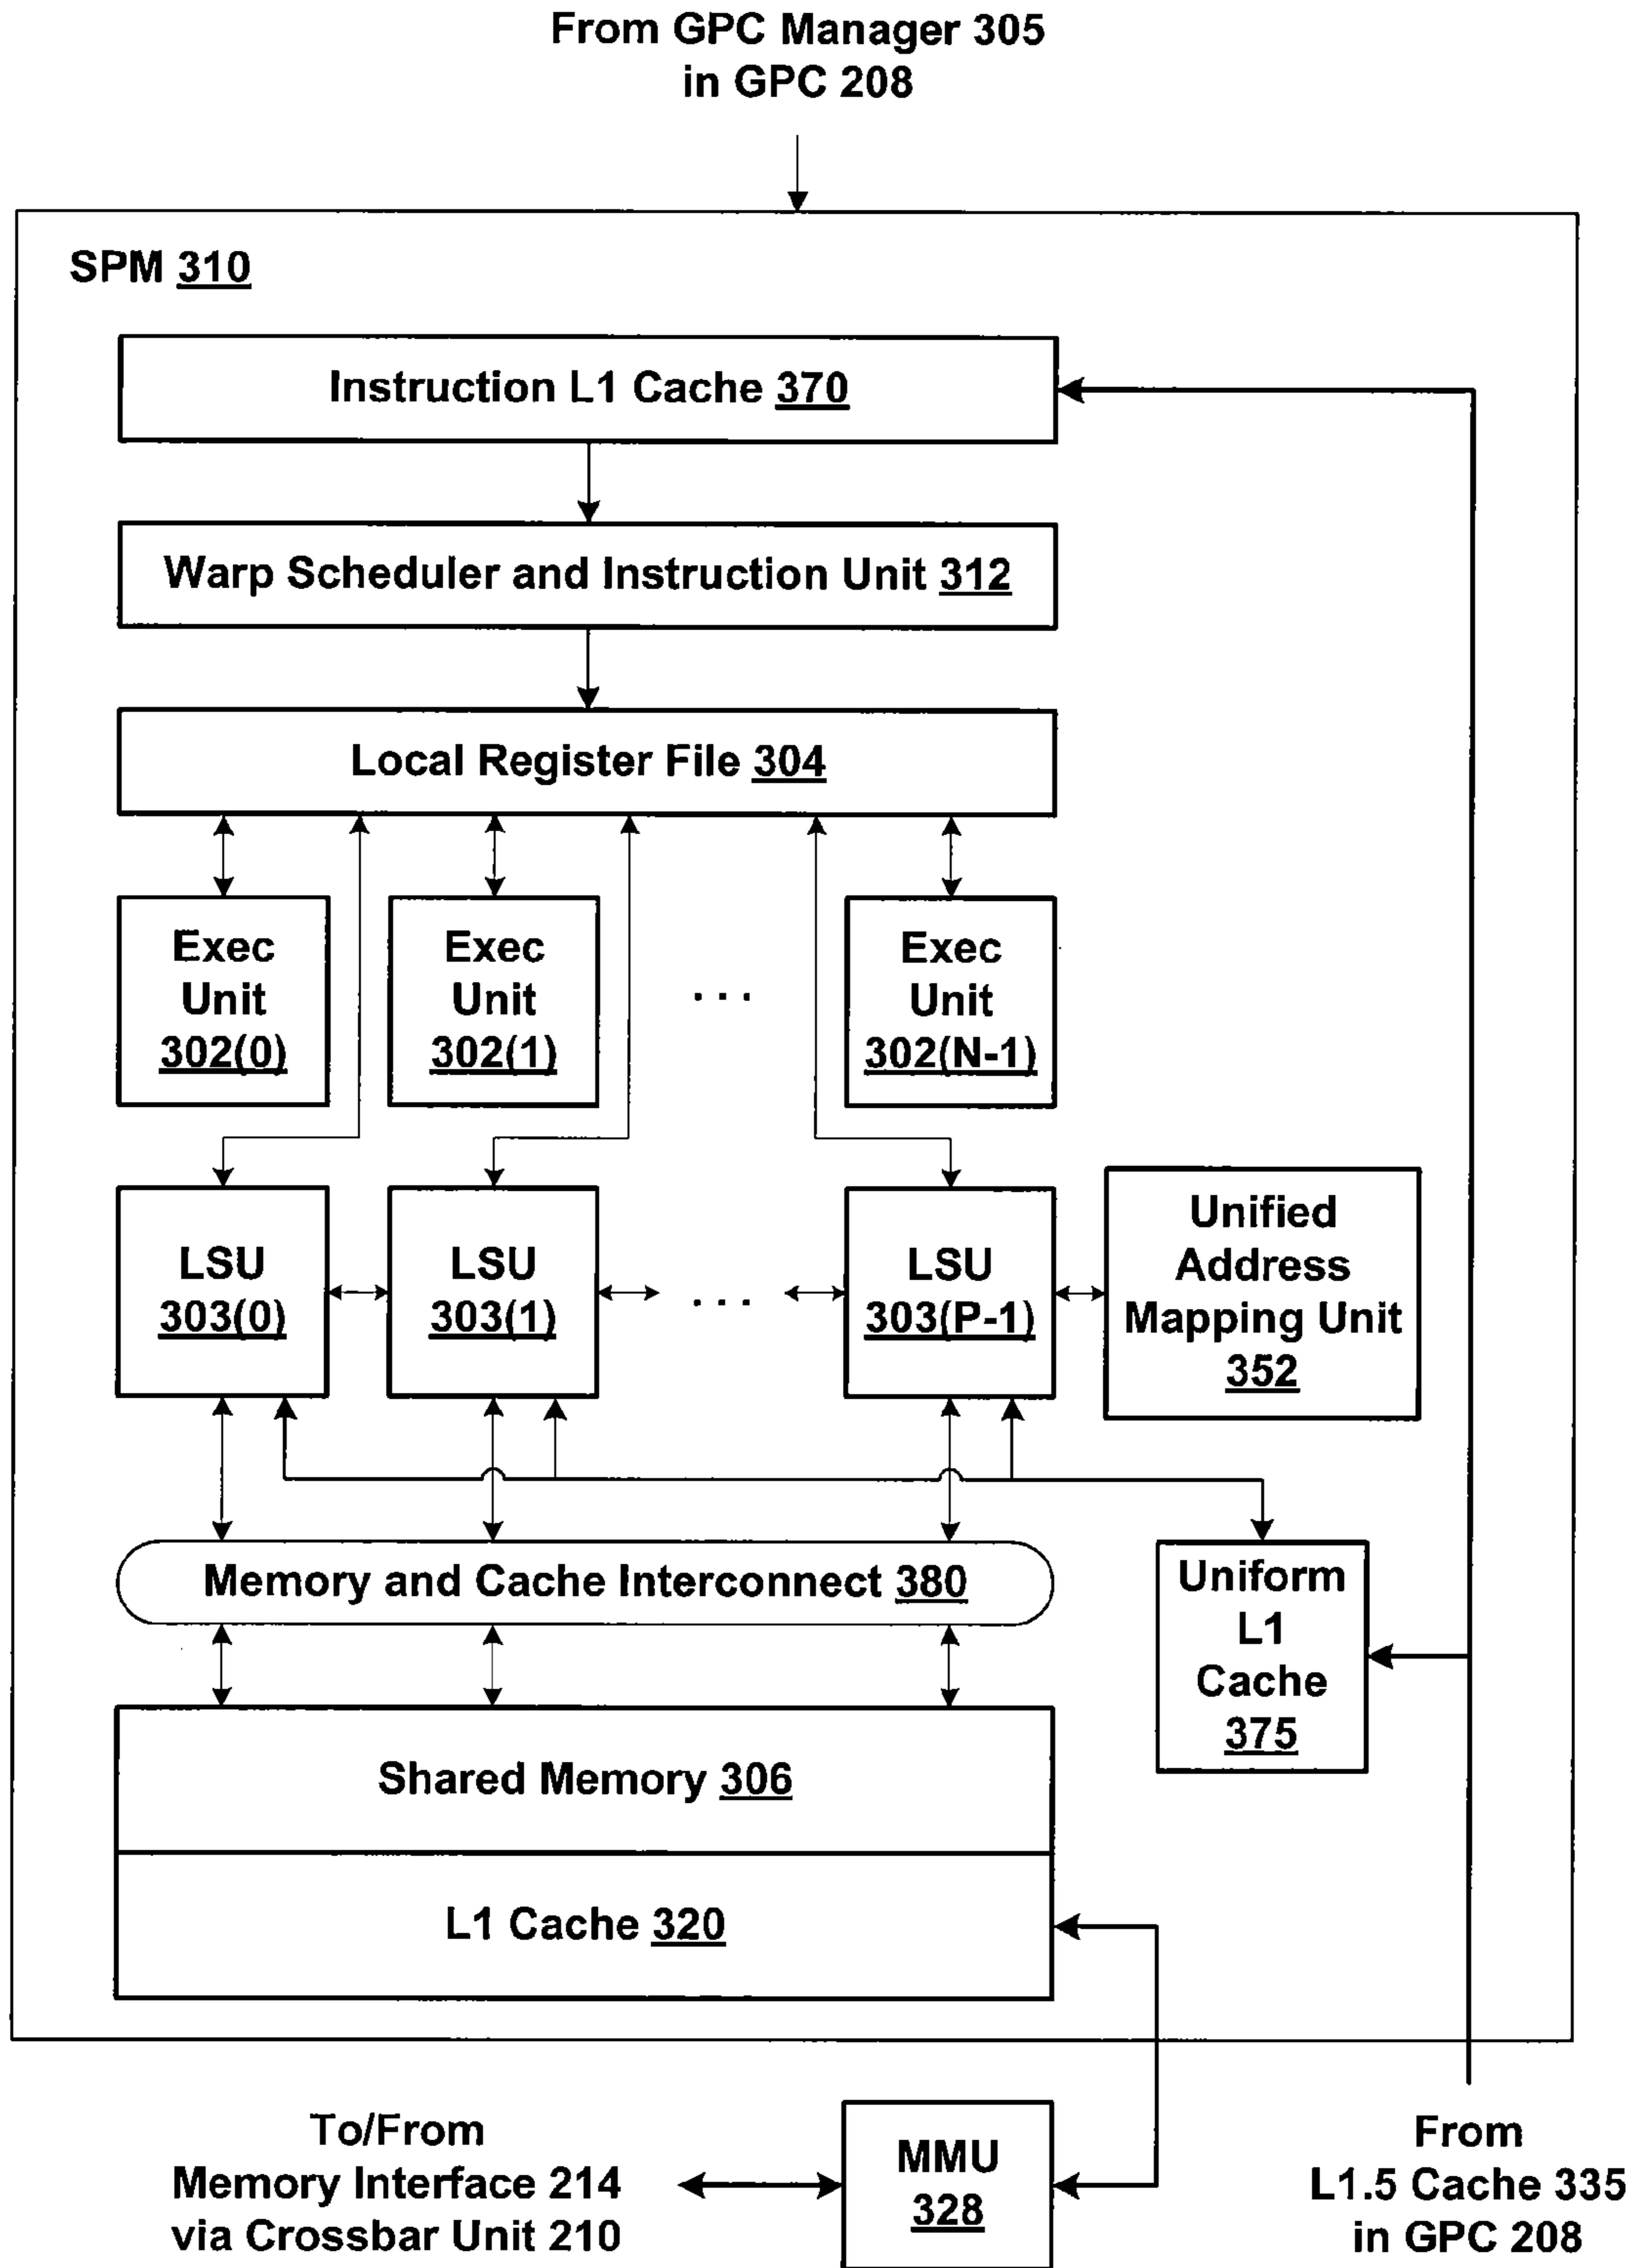 From GPC Manager 305
in GPC 208
SPM 310
Instruction L1 Cache 370
Warp Scheduler and Instruction Unit 312
Local Register File 304
Exec
Unit
302(0)
Exec
Unit
302(1)
. . .
Exec
Unit
302(N-1)
LSU
303(0)
LSU
303(1)
. . .
LSU
303(P-1)
Unified
Address
Mapping Unit
352
Memory and Cache Interconnect 380
Uniform
L1
Cache
375
Shared Memory 306
L1 Cache 320
To/From
Memory Interface 214
via Crossbar Unit 210
MMU
328
From
L1.5 Cache 335
in GPC 208